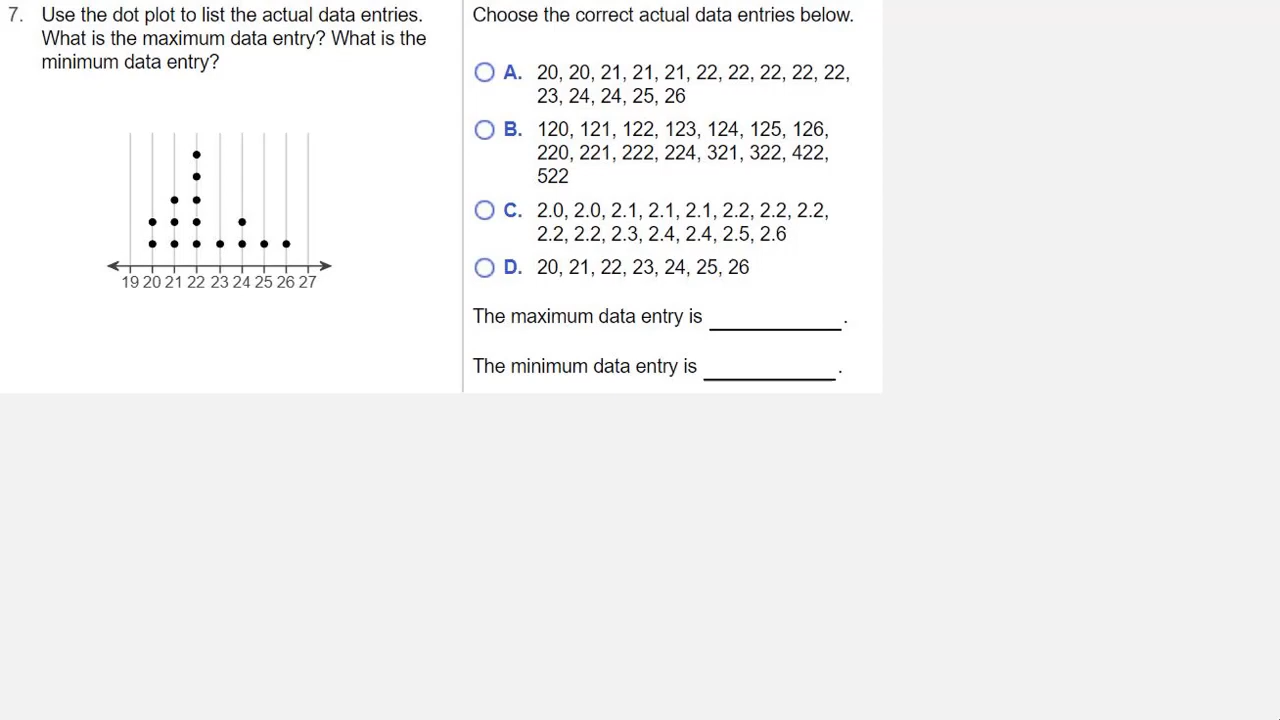 7. Use the dot plot to list the actual data entries.
What is the maximum data entry? What is the
minimum data entry?
19 20 21 22 23 24 25 26 27
Choose the correct actual data entries below.
A. 20, 20, 21, 21, 21, 22, 22, 22, 22, 22,
23, 24, 24, 25, 26
B. 120, 121, 122, 123, 124, 125, 126,
220, 221, 222, 224, 321, 322, 422,
522
C. 2.0, 2.0, 2.1, 2.1, 2.1, 2.2, 2.2, 2.2,
2.2, 2.2, 2.3, 2.4, 2.4, 2.5, 2.6
D. 20, 21, 22, 23, 24, 25, 26
The maximum data entry is ____________.
The minimum data entry is ____________.